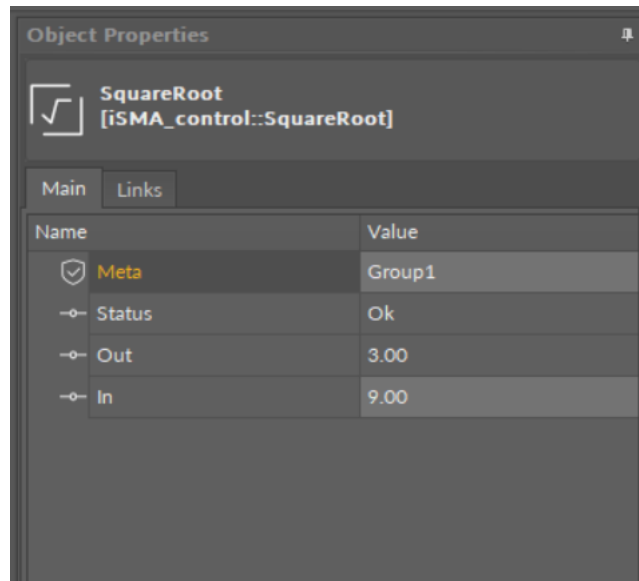 Object Properties
SquareRoot
[iSMA_control::SquareRoot]
Main Links
Name Value
Meta Group1
Status Ok
Out 3.00
In 9.00